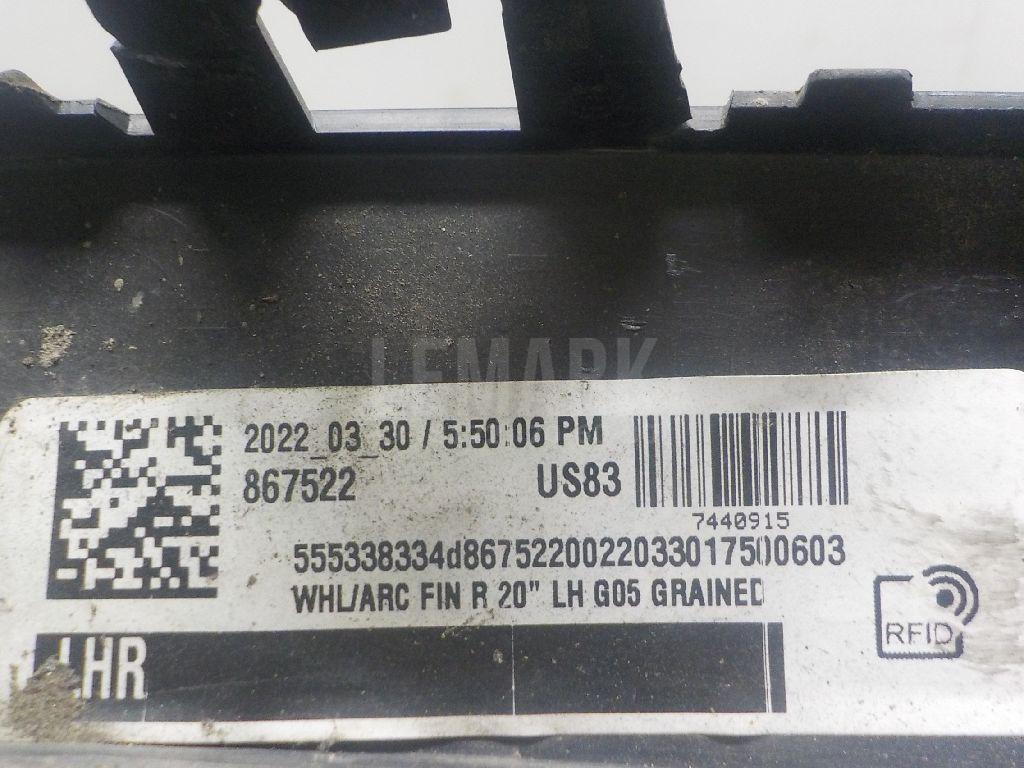 LEMARK
2022_03_30 / 5:50:06 PM
867522 US83
7440915
555338334d8675220022033017500603
WHL/ARC FIN R 20" LH G05 GRAINED
RFID
LHR